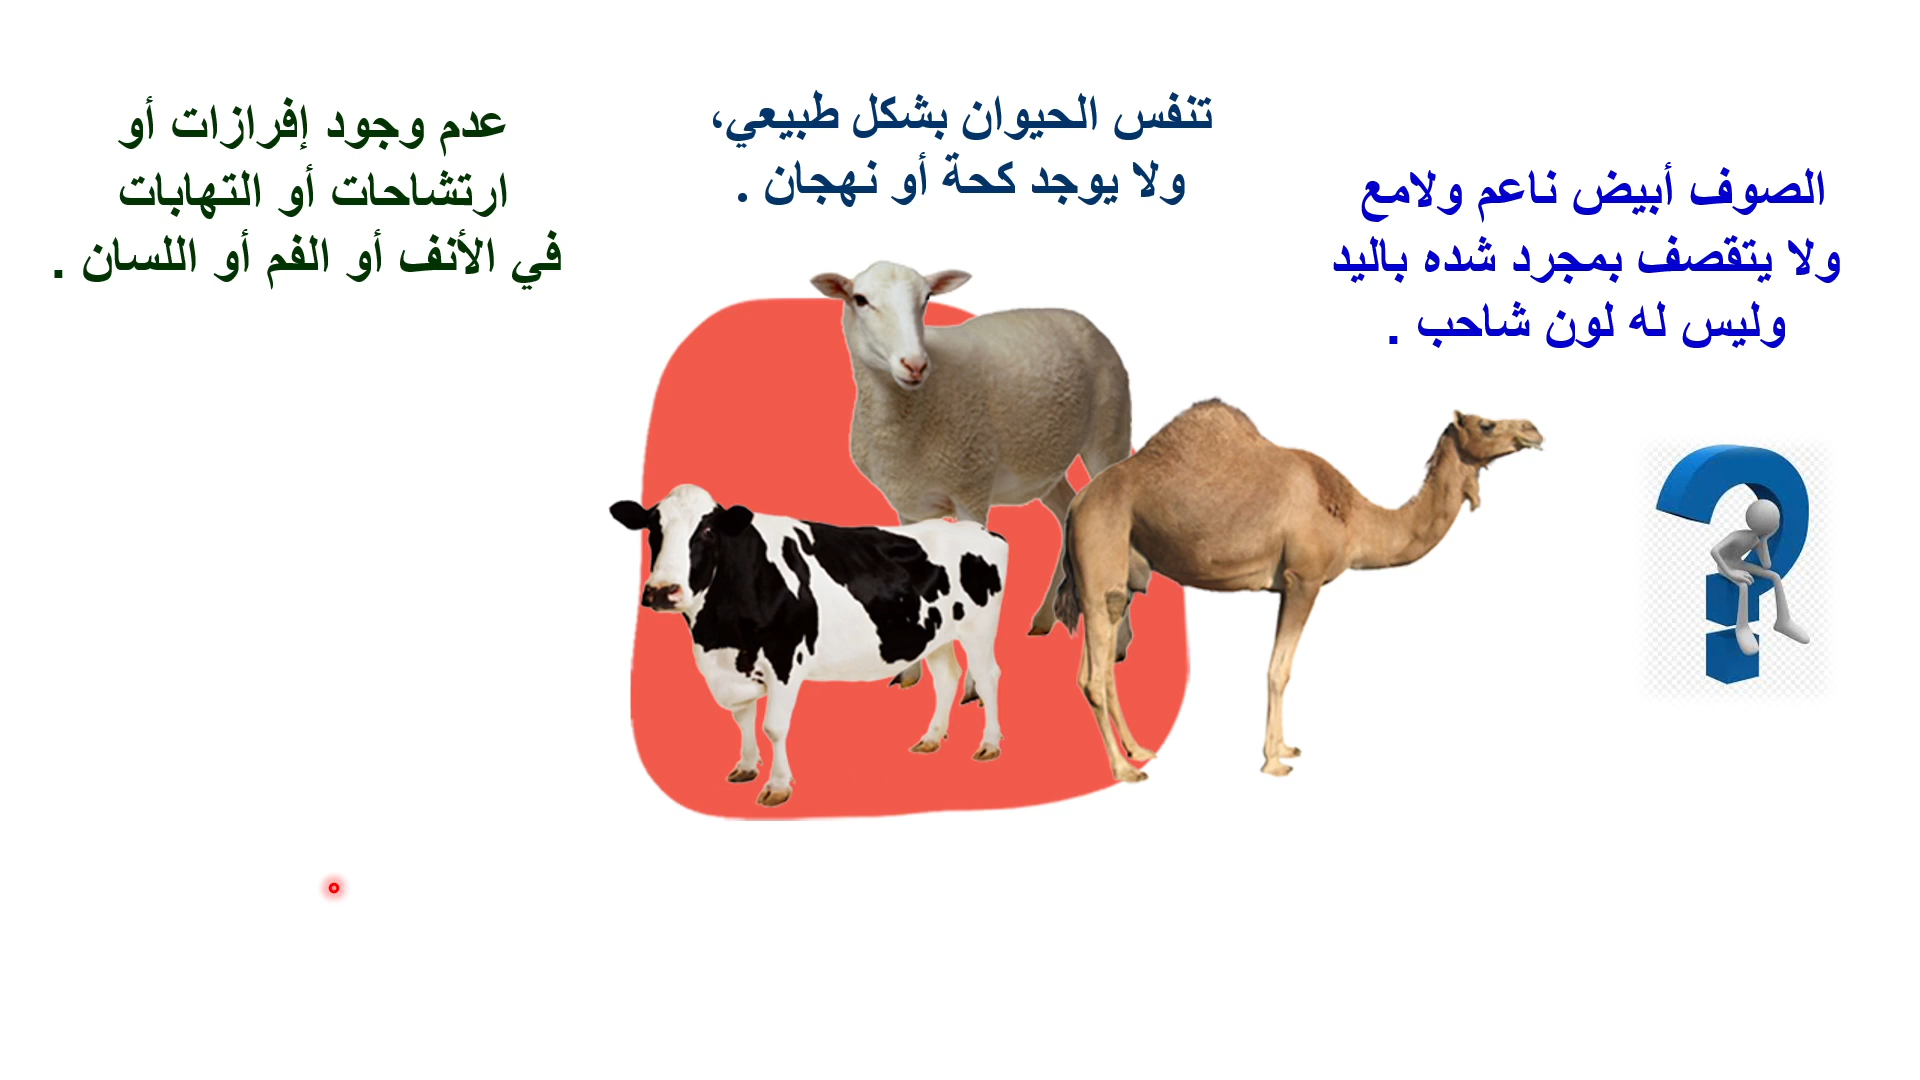 الصوف أبيض ناعم ولامع
ولا يتقصف بمجرد شده باليد
وليس له لون شاحب .
تنفس الحيوان بشكل طبيعي،
ولا يوجد كحة أو نهجان .
عدم وجود إفرازات أو
ارتشاحات أو التهابات
في الأنف أو الفم أو اللسان .